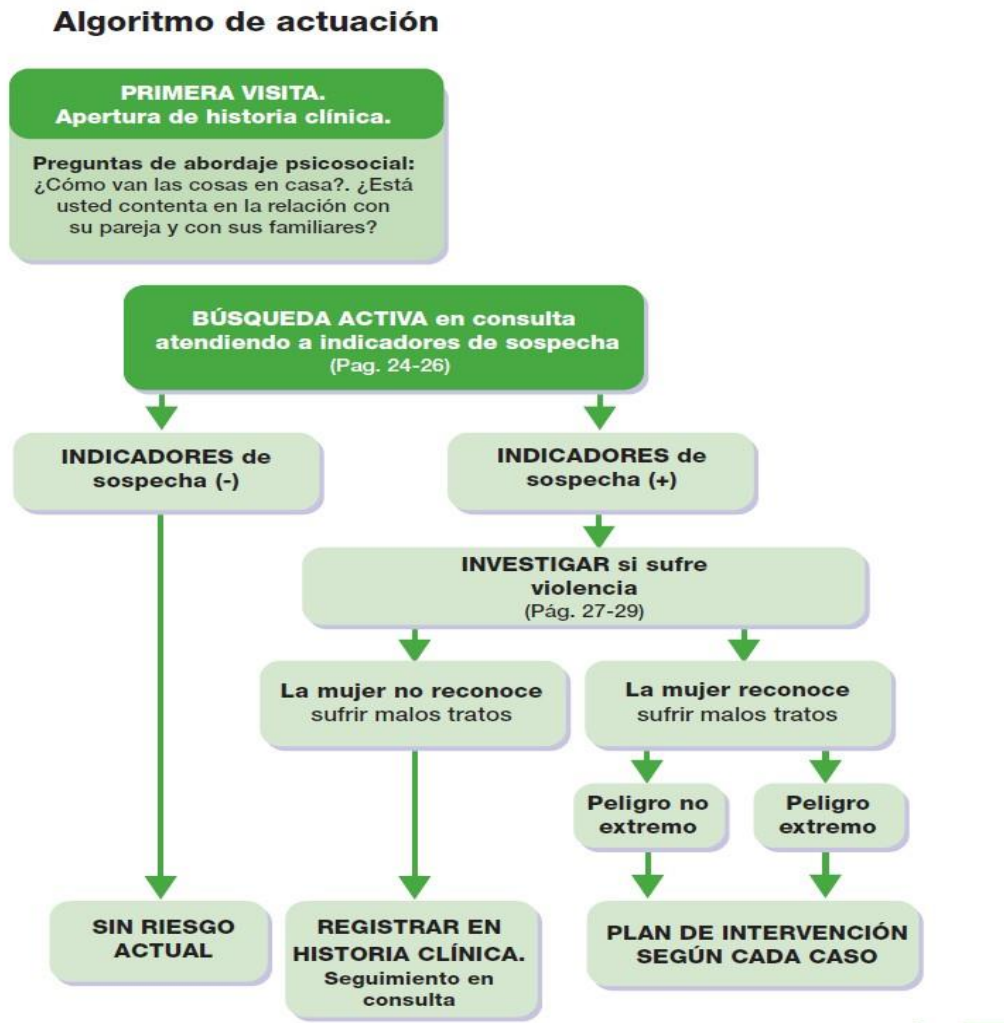 Algoritmo de actuación
PRIMERA VISITA.
Apertura de historia clínica.
Preguntas de abordaje psicosocial:
¿Cómo van las cosas en casa?. ¿Está
usted contenta en la relación con
su pareja y con sus familiares?
BÚSQUEDA ACTIVA en consulta
atendiendo a indicadores de sospecha
(Pag. 24-26)
INDICADORES de
sospecha (-)
INDICADORES de
sospecha (+)
INVESTIGAR si sufre
violencia
(Pág. 27-29)
La mujer no reconoce
sufrir malos tratos
La mujer reconoce
sufrir malos tratos
Peligro no
extremo
Peligro
extremo
SIN RIESGO
ACTUAL
REGISTRAR EN
HISTORIA CLÍNICA.
Seguimiento en
consulta
PLAN DE INTERVENCIÓN
SEGÚN CADA CASO